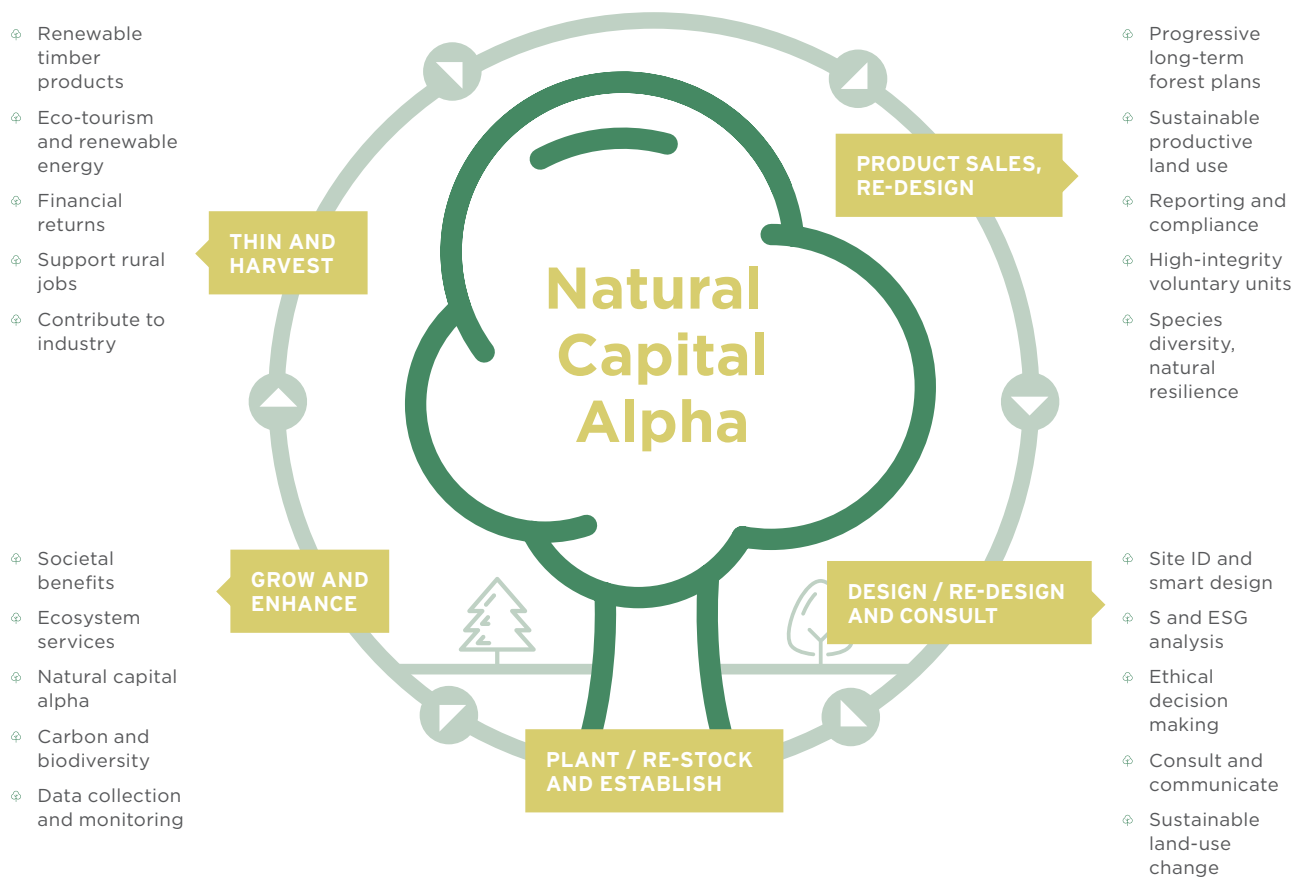 Renewable
timber
products
Eco-tourism
and renewable
energy
Financial
returns
Support rural
jobs
Contribute to
industry
THIN AND
HARVEST
Natural
Capital
Alpha
PRODUCT SALES,
RE-DESIGN
Progressive
long-term
forest plans
Sustainable
productive
land use
Reporting and
compliance
High-integrity
voluntary units
Species
diversity,
natural
resilience
Societal
benefits
Ecosystem
services
Natural capital
alpha
Carbon and
biodiversity
Data collection
and monitoring
GROW AND
ENHANCE
PLANT / RE-STOCK
AND ESTABLISH
DESIGN / RE-DESIGN
AND CONSULT
Site ID and
smart design
S and ESG
analysis
Ethical
decision
making
Consult and
communicate
Sustainable
land-use
change